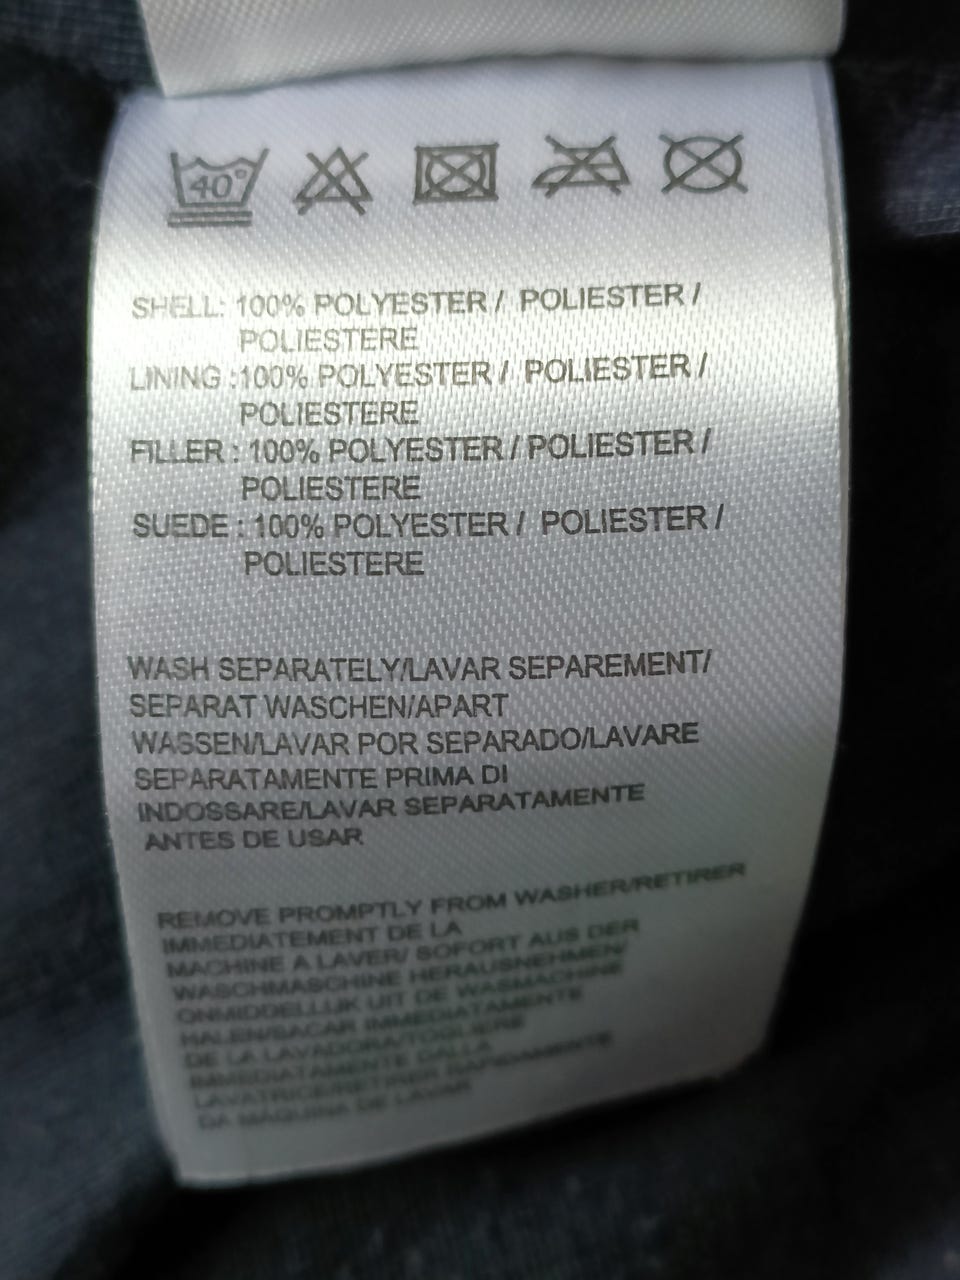 40°
SHELL: 100% POLYESTER / POLIESTER /
POLIESTERE
LINING :100% POLYESTER / POLIESTER /
POLIESTERE
FILLER : 100% POLYESTER / POLIESTER /
POLIESTERE
SUEDE : 100% POLYESTER / POLIESTER /
POLIESTERE
WASH SEPARATELY/LAVAR SEPAREMENT/
SEPARAT WASCHEN/APART
WASSEN/LAVAR POR SEPARADO/LAVARE
SEPARATAMENTE PRIMA DI
INDOSSARE/LAVAR SEPARATAMENTE
ANTES DE USAR
REMOVE PROMPTLY FROM WASHER/RETIRER
IMMEDIATEMENT DE LA
MACHINE A LAVER/ SOFORT AUS DER
WASCHMASCHINE HERAUSNEHMEN/
ONMIDDELLIJK UIT DE WASMACHINE
HALEN/SACAR IMMEDIATAMENTE
DE LA LAVADORA/TOGLIERE
IMMEDIATAMENTE DALLA
LAVATRICE/RETIRER RAPIDAMENTE
DA MAQUINA DE LAVAR